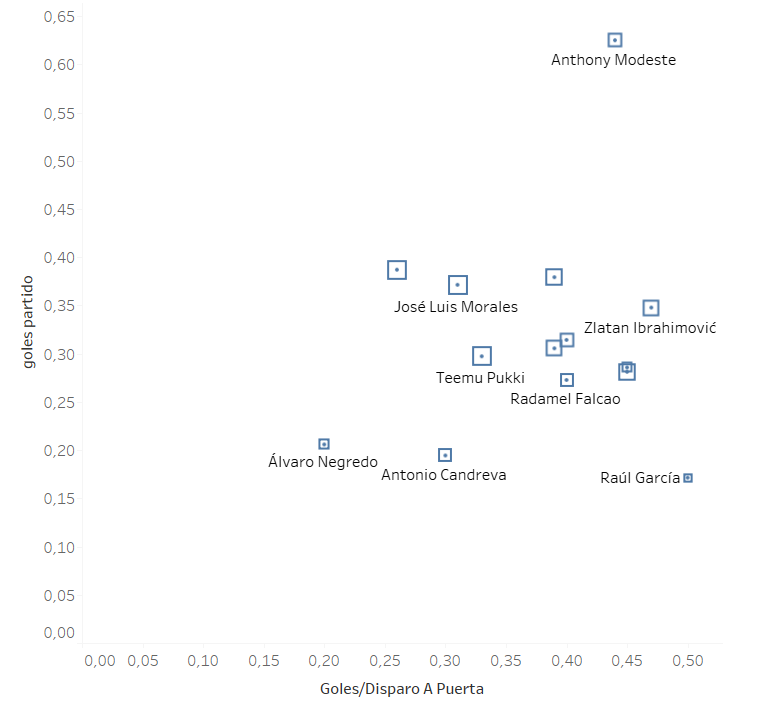 0,65
0,60
Anthony Modeste
0,55
0,50
0,45
0,40
0,35
José Luis Morales
Zlatan Ibrahimović
goles partido
0,30
Teemu Pukki
Radamel Falcao
0,25
0,20
Álvaro Negredo
Antonio Candreva
Raúl García
0,15
0,10
0,05
0,00
0,00 0,05 0,10 0,15 0,20 0,25 0,30 0,35 0,40 0,45 0,50
Goles/Disparo A Puerta